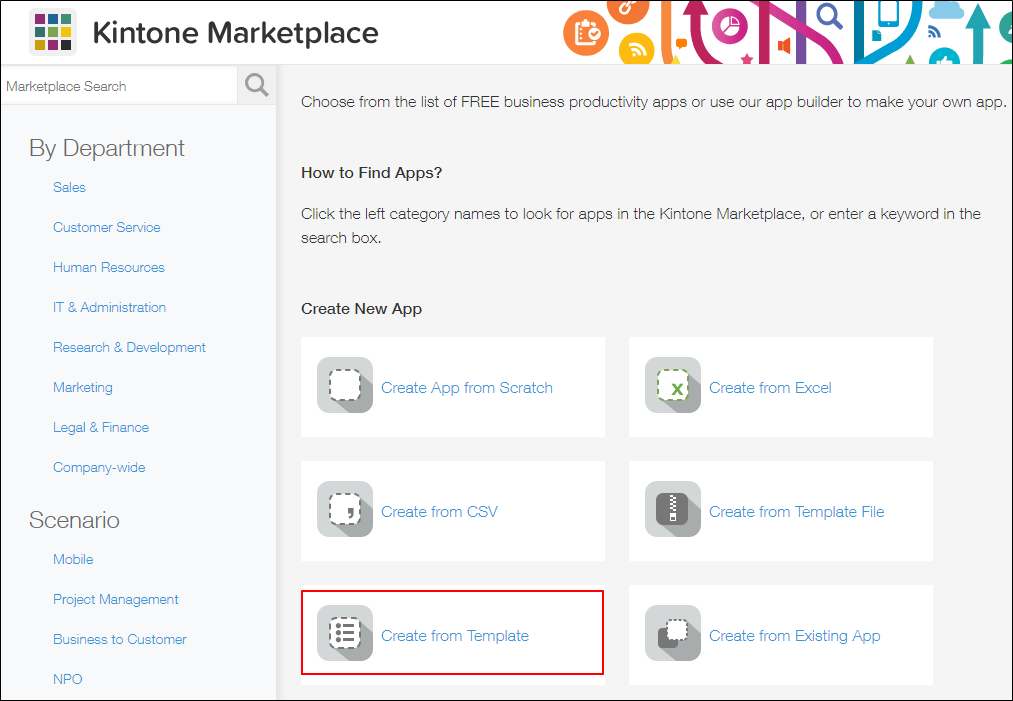 Kintone Marketplace
Marketplace Search
By Department
Sales
Customer Service
Human Resources
IT & Administration
Research & Development
Marketing
Legal & Finance
Company-wide
Scenario
Mobile
Project Management
Business to Customer
NPO
Choose from the list of FREE business productivity apps or use our app builder to make your own app.
How to Find Apps?
Click the left category names to look for apps in the Kintone Marketplace, or enter a keyword in the
search box.
Create New App
Create App from Scratch
Create from Excel
Create from CSV
Create from Template File
Create from Template
Create from Existing App